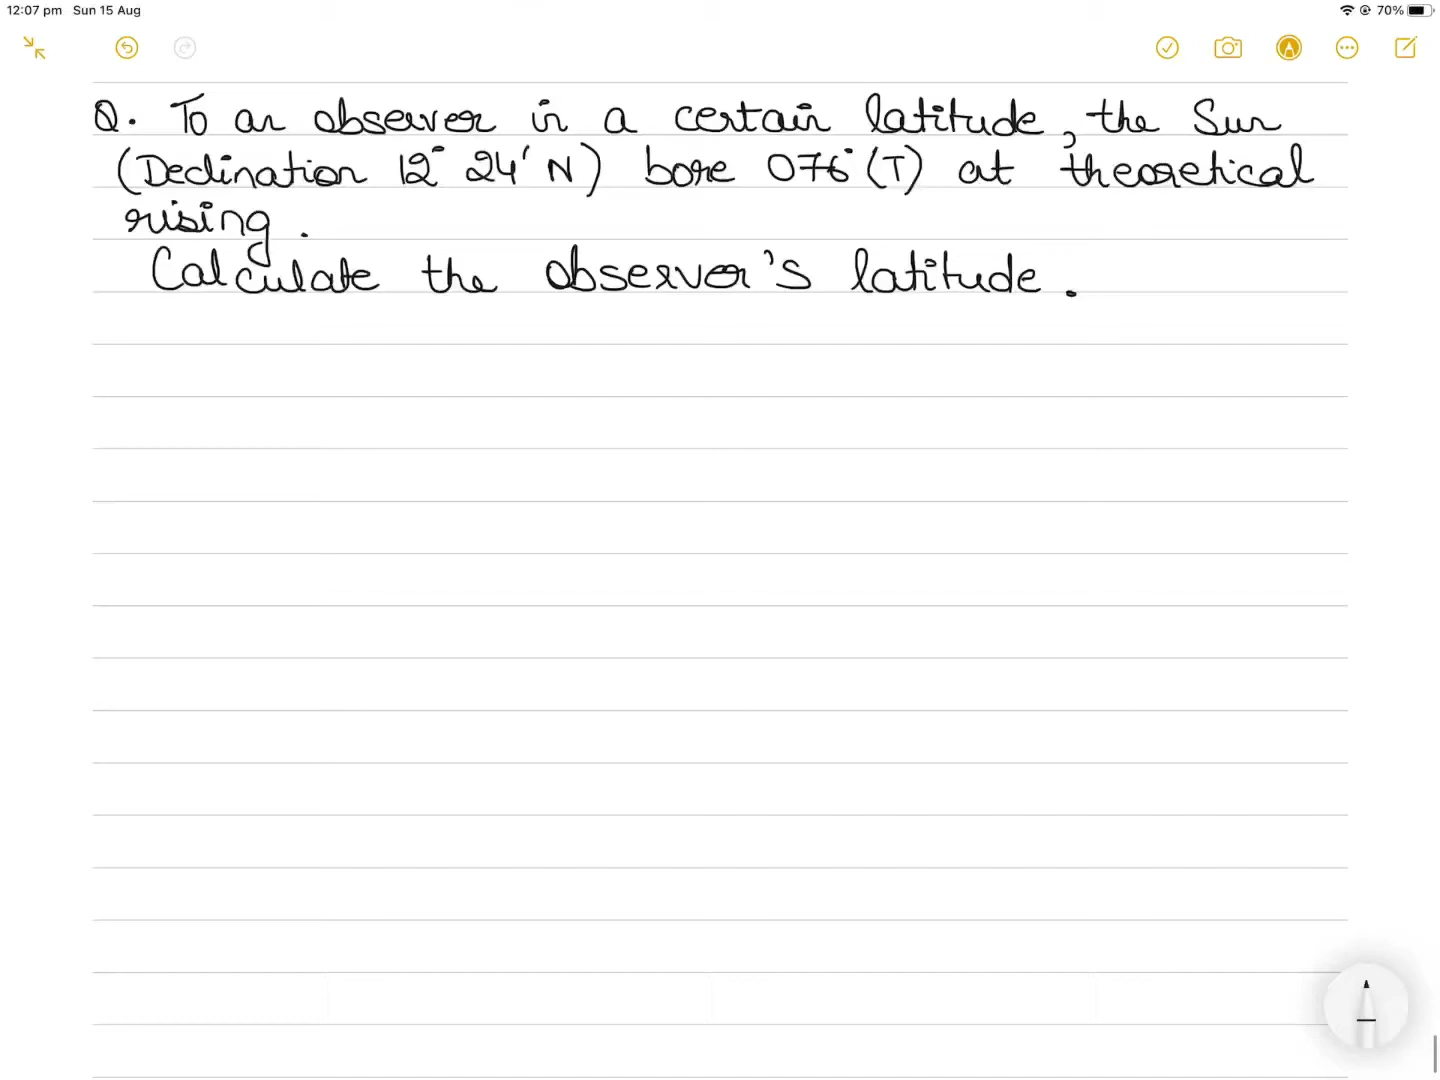 12:07 pm Sun 15 Aug
70%
Q. To an observer in a certain latitude, the Sun
(Declination 12° 24' N) bore 076° (T) at theoretical
rising.
Calculate the observer's latitude.